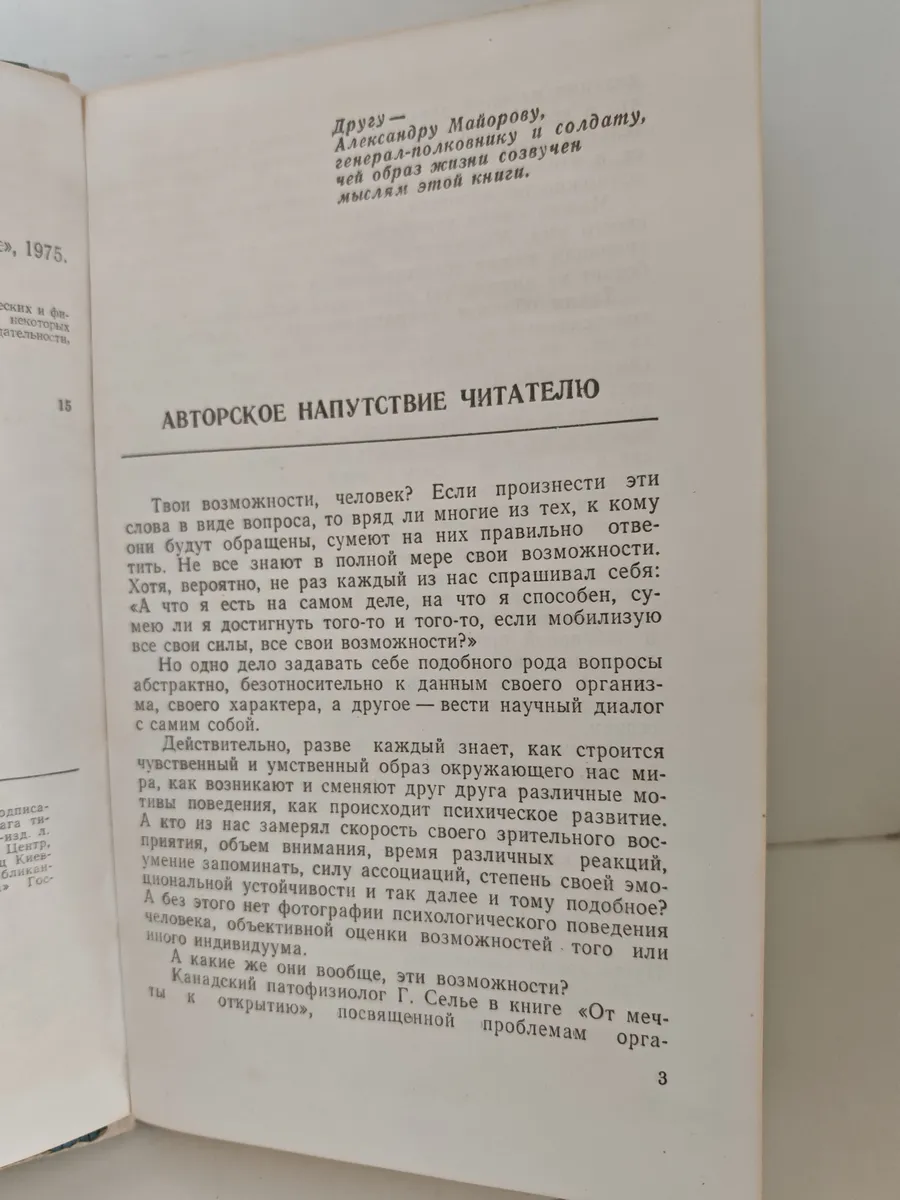 е», 1975.
еских и фи-
некоторых
дательности,
15
одписа-
ага ти-
-изд. л.
Центр,
ц Киев-
бликан-
» Гос-
Другу —
Александру Майорову,
генерал-полковнику и солдату,
чей образ жизни созвучен
мыслям этой книги.
АВТОРСКОЕ НАПУТСТВИЕ ЧИТАТЕЛЮ
Твои возможности, человек? Если произнести эти
слова в виде вопроса, то вряд ли многие из тех, к кому
они будут обращены, сумеют на них правильно отве-
тить. Не все знают в полной мере свои возможности.
Хотя, вероятно, не раз каждый из нас спрашивал себя:
«А что я есть на самом деле, на что я способен, су-
мею ли я достигнуть того-то и того-то, если мобилизую
все свои силы, все свои возможности?»
Но одно дело задавать себе подобного рода вопросы
абстрактно, безотносительно к данным своего организ-
ма, своего характера, а другое — вести научный диалог
с самим собой.
Действительно, разве каждый знает, как строится
чувственный и умственный образ окружающего нас ми-
ра, как возникают и сменяют друг друга различные мо-
тивы поведения, как происходит психическое развитие.
А кто из нас замерял скорость своего зрительного вос-
приятия, объем внимания, время различных реакций,
умение запоминать, силу ассоциаций, степень своей эмо-
циональной устойчивости и так далее и тому подобное?
А без этого нет фотографии психологического поведения
человека, объективной оценки возможностей того или
иного индивидуума.
А какие же они вообще, эти возможности?
Канадский патофизиолог Г. Селье в книге «От меч-
ты к открытию», посвященной проблемам орга-
3